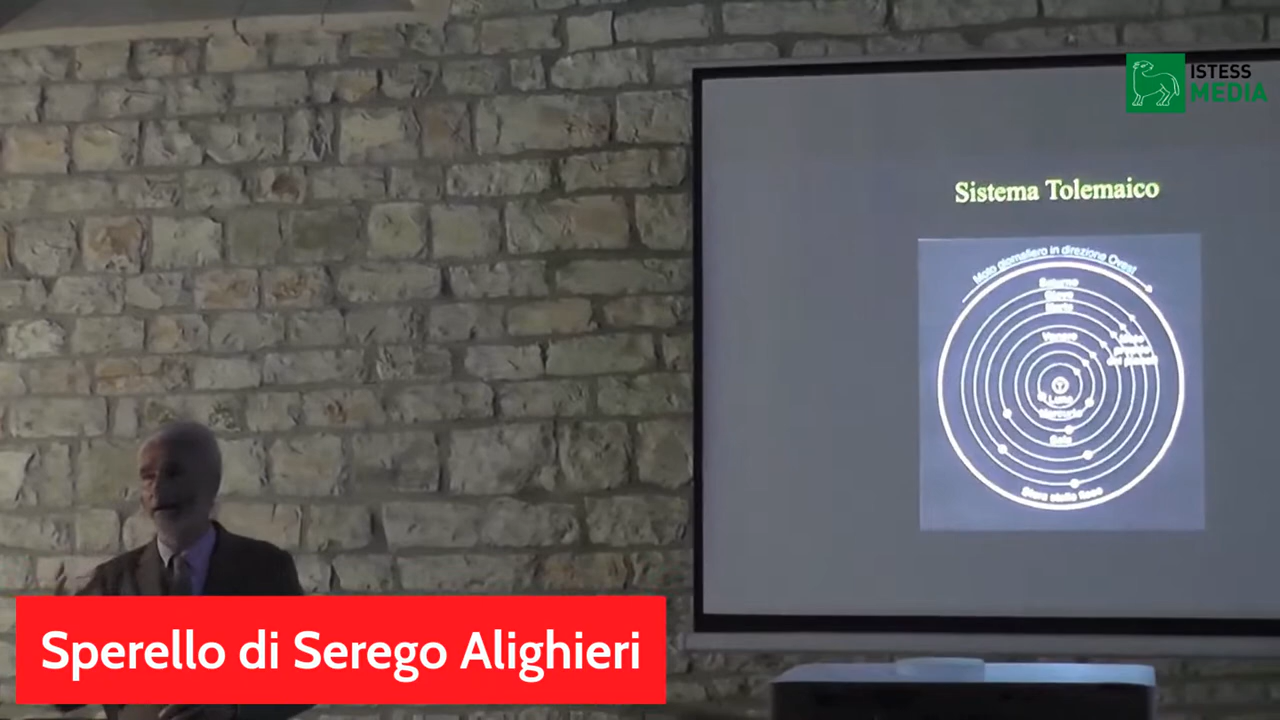 ISTESS
MEDIA
Sistema Tolemaico
Moto giornaliero in direzione Ovest
Saturno
Giove
Marte
Venere
Luna
Mercurio
Sole
Sfera stelle fisse
Sperello di Serego Alighieri